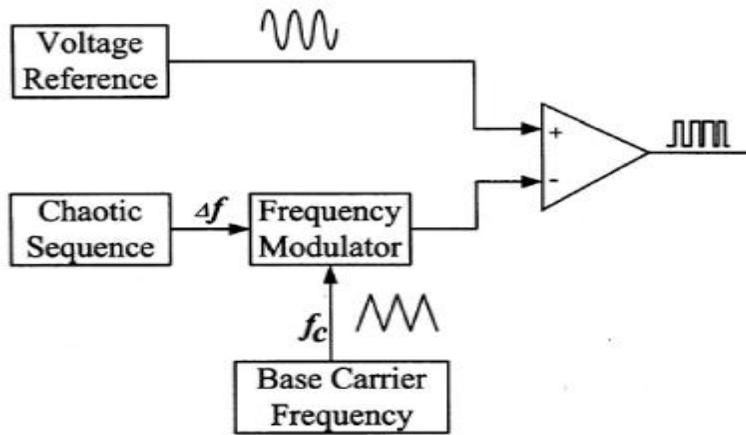 Voltage
Reference
+
-
Chaotic
Sequence
Δf
Frequency
Modulator
fc
Base Carrier
Frequency